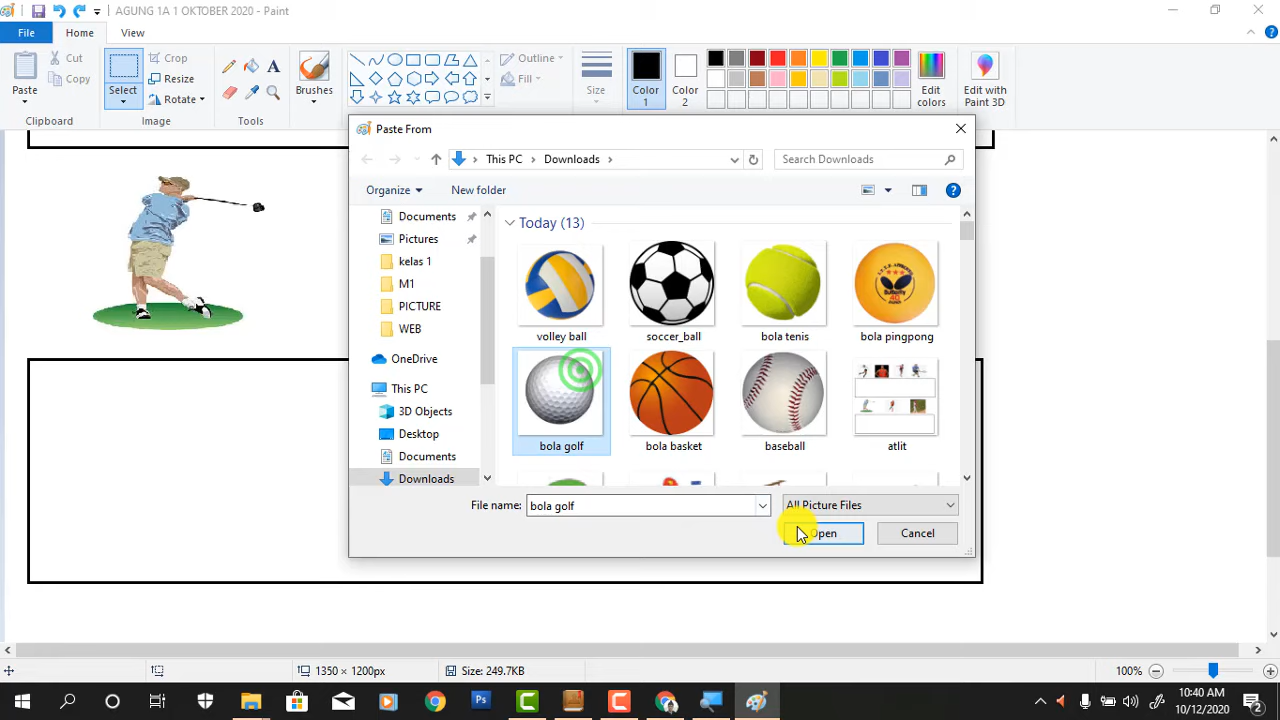 AGUNG 1A 1 OKTOBER 2020 - Paint
File
Home
View
Paste
Cut
Copy
Clipboard
Select
Crop
Resize
Rotate
Image
Tools
Brushes
Outline
Fill
Size
Color 1
Color 2
Edit colors
Edit with Paint 3D
Paste From
This PC
Downloads
Search Downloads
Organize
New folder
Documents
Pictures
kelas 1
M1
PICTURE
WEB
OneDrive
This PC
3D Objects
Desktop
Documents
Downloads
Today (13)
volley ball
soccer_ball
bola tenis
bola pingpong
bola golf
bola basket
baseball
atlit
File name:
bola golf
All Picture Files
Open
Cancel
1350 × 1200px
Size: 249.7KB
100%
10:40 AM
10/12/2020